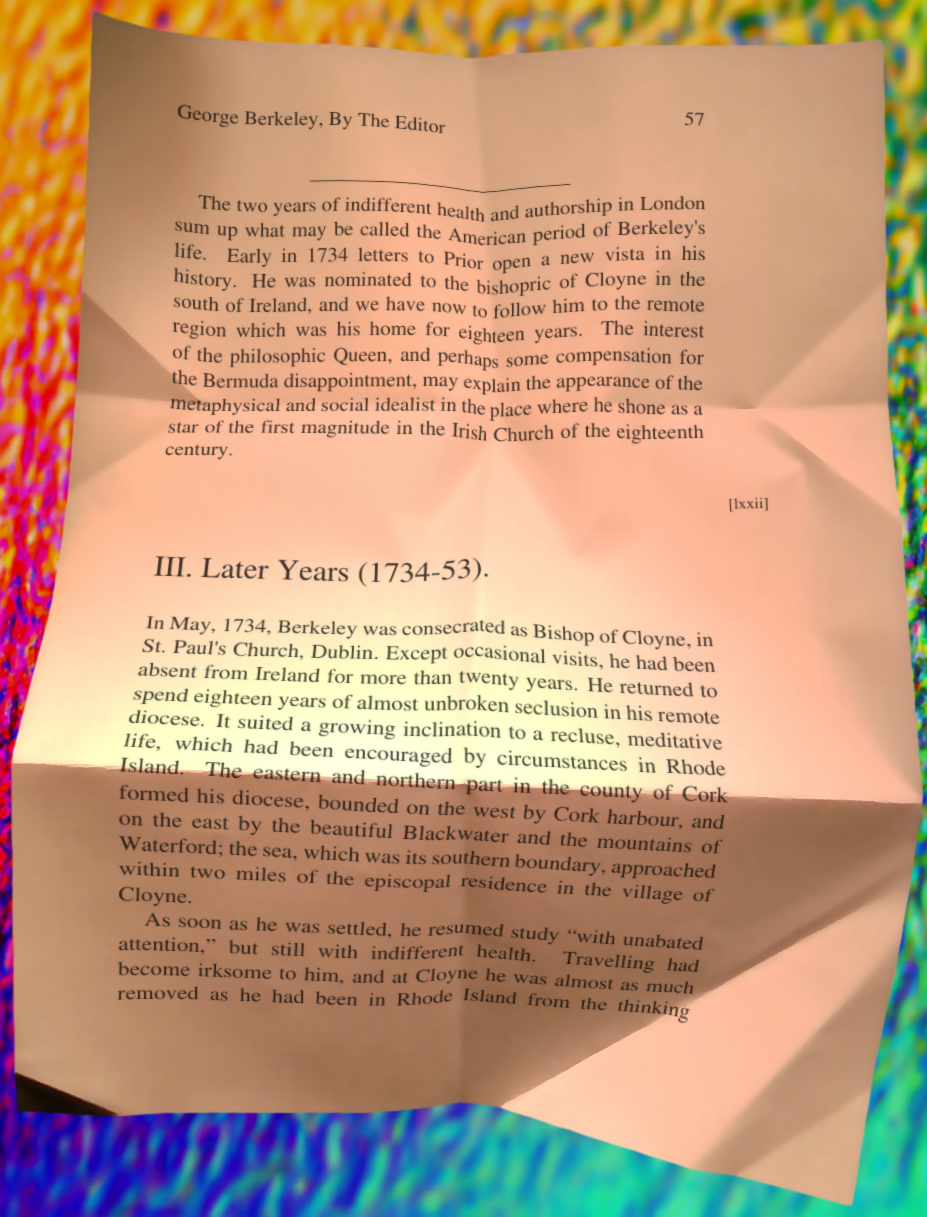 George Berkeley, By The Editor 57
The two years of indifferent health and authorship in London
sum up what may be called the American period of Berkeley's
life. Early in 1734 letters to Prior open a new vista in his
history. He was nominated to the bishopric of Cloyne in the
south of Ireland, and we have now to follow him to the remote
region which was his home for eighteen years. The interest
of the philosophic Queen, and perhaps some compensation for
the Bermuda disappointment, may explain the appearance of the
metaphysical and social idealist in the place where he shone as a
star of the first magnitude in the Irish Church of the eighteenth
century.
[lxxii]
III. Later Years (1734-53).
In May, 1734, Berkeley was consecrated as Bishop of Cloyne, in
St. Paul's Church, Dublin. Except occasional visits, he had been
absent from Ireland for more than twenty years. He returned to
spend eighteen years of almost unbroken seclusion in his remote
diocese. It suited a growing inclination to a recluse, meditative
life, which had been encouraged by circumstances in Rhode
Island. The eastern and northern part in the county of Cork
formed his diocese, bounded on the west by Cork harbour, and
on the east by the beautiful Blackwater and the mountains of
Waterford; the sea, which was its southern boundary, approached
within two miles of the episcopal residence in the village of
Cloyne.
As soon as he was settled, he resumed study “with unabated
attention,” but still with indifferent health. Travelling had
become irksome to him, and at Cloyne he was almost as much
removed as he had been in Rhode Island from the thinking